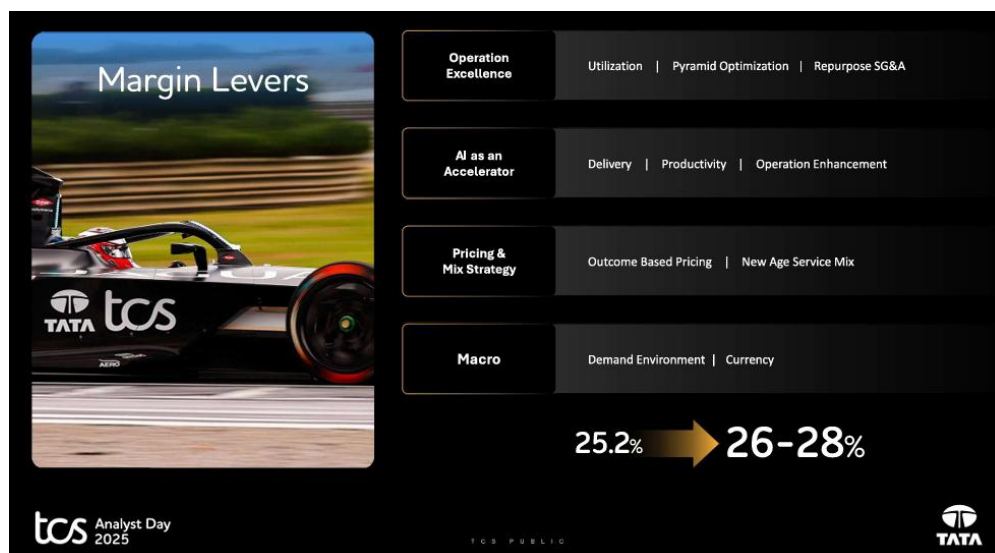 Margin Levers
TATA tcs
AERO
Operation
Excellence
Utilization | Pyramid Optimization | Repurpose SG&A
AI as an
Accelerator
Delivery | Productivity | Operation Enhancement
Pricing &
Mix Strategy
Outcome Based Pricing | New Age Service Mix
Macro
Demand Environment | Currency
25.2% 26-28%
tcs Analyst Day
2025
TCS PUBLIC
TATA